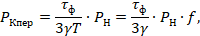 P_Кпер = τ_ф / 3γT · P_Н = τ_ф / 3γ · P_Н · f,